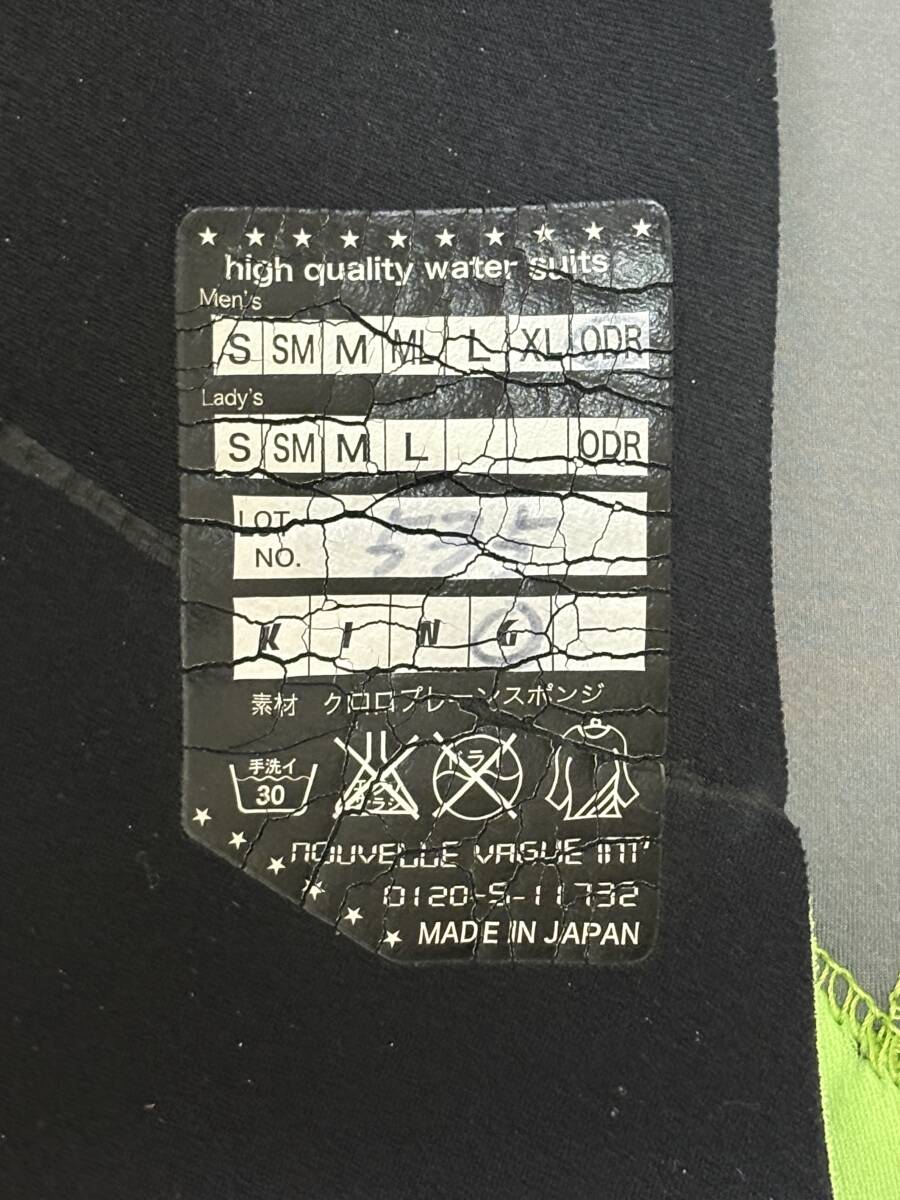 high quality water suits
Men's
S SM M ML L XL ODR
Lady's
S SM M L ODR
LOT NO.
K I N G
素材 クロロプレーンスポンジ
手洗イ 30
NOUVELLE VAGUE INT'
0120-S-11732
MADE IN JAPAN